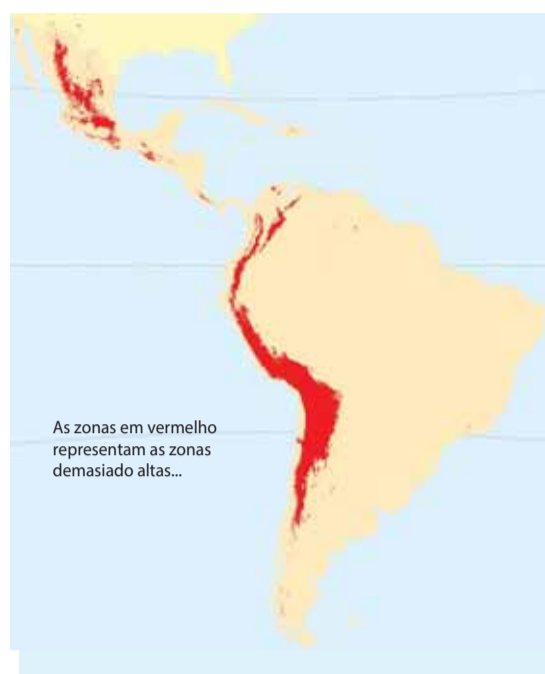 As zonas em vermelho
representam as zonas
demasiado altas...